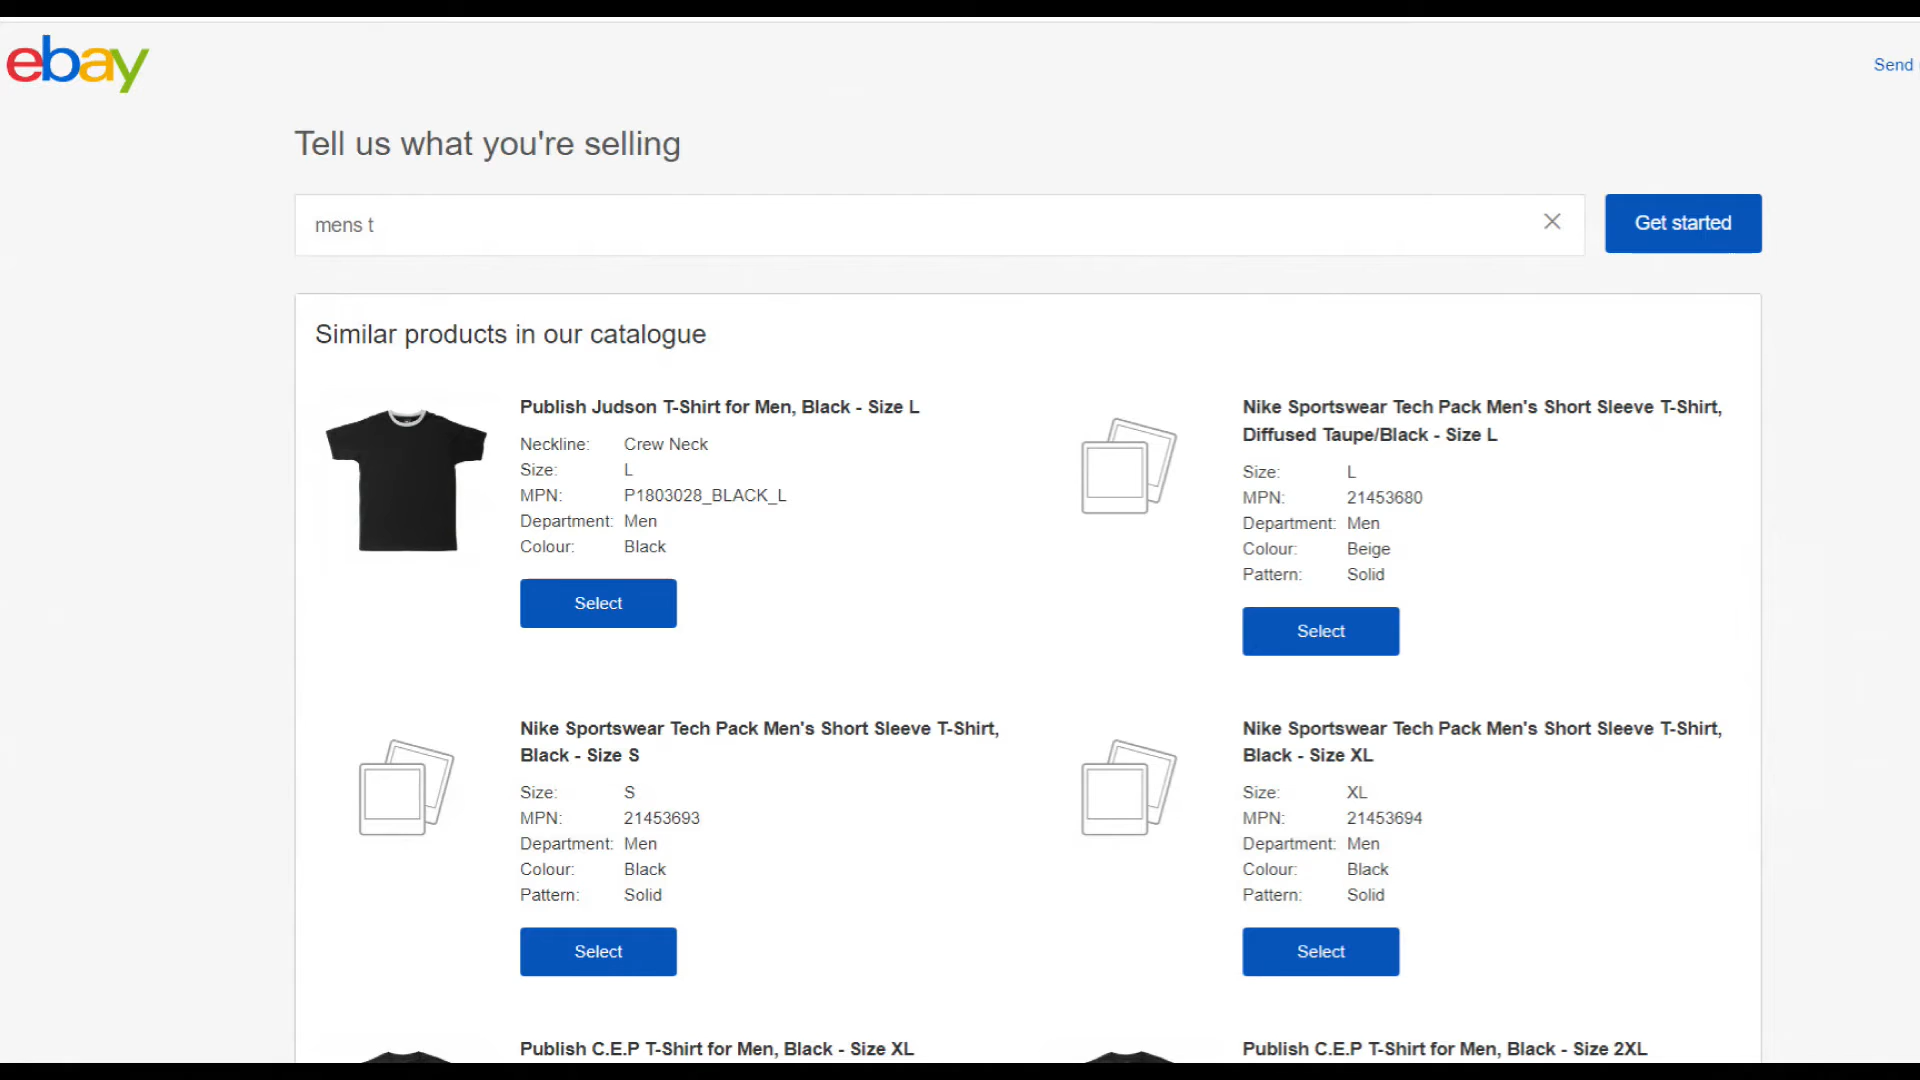 ebay
Send
Tell us what you're selling
mens t
Get started
Similar products in our catalogue
Publish Judson T-Shirt for Men, Black - Size L
Neckline: Crew Neck
Size: L
MPN: P1803028_BLACK_L
Department: Men
Colour: Black
Select
Nike Sportswear Tech Pack Men's Short Sleeve T-Shirt,
Diffused Taupe/Black - Size L
Size: L
MPN: 21453680
Department: Men
Colour: Beige
Pattern: Solid
Select
Nike Sportswear Tech Pack Men's Short Sleeve T-Shirt,
Black - Size S
Size: S
MPN: 21453693
Department: Men
Colour: Black
Pattern: Solid
Select
Nike Sportswear Tech Pack Men's Short Sleeve T-Shirt,
Black - Size XL
Size: XL
MPN: 21453694
Department: Men
Colour: Black
Pattern: Solid
Select
Publish C.E.P T-Shirt for Men, Black - Size XL
Publish C.E.P T-Shirt for Men, Black - Size 2XL